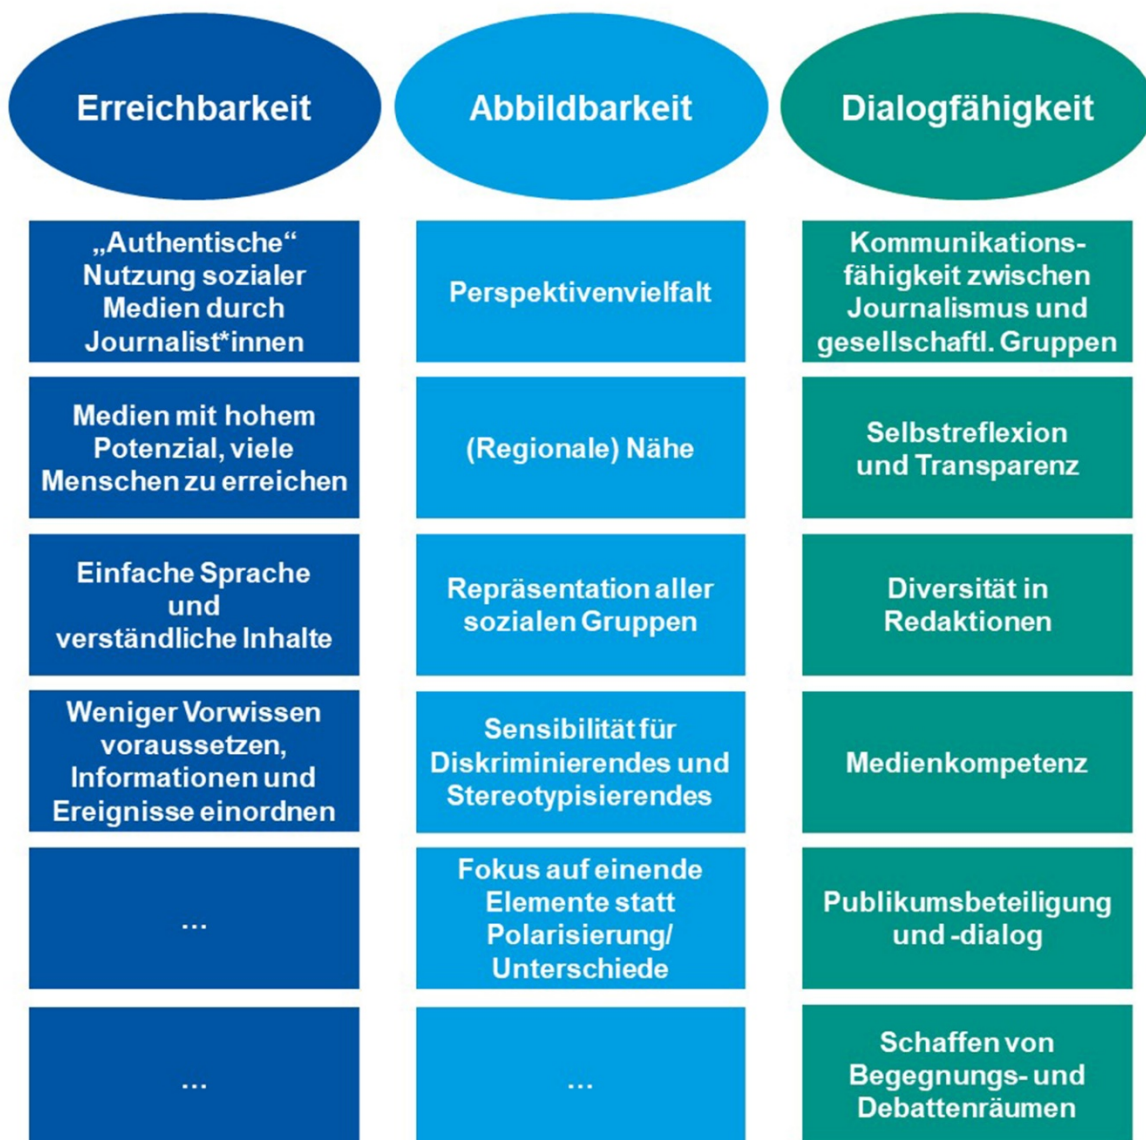 Erreichbarkeit
Abbildbarkeit
Dialogfähigkeit
„Authentische“
Nutzung sozialer
Medien durch
Journalist*innen
Perspektivenvielfalt
Kommunikations-
fähigkeit zwischen
Journalismus und
gesellschaftl. Gruppen
Medien mit hohem
Potenzial, viele
Menschen zu erreichen
(Regionale) Nähe
Selbstreflexion
und Transparenz
Einfache Sprache
und
verständliche Inhalte
Repräsentation aller
sozialen Gruppen
Diversität in
Redaktionen
Weniger Vorwissen
voraussetzen,
Informationen und
Ereignisse einordnen
Sensibilität für
Diskriminierendes und
Stereotypisierendes
Medienkompetenz
…
Fokus auf einende
Elemente statt
Polarisierung/
Unterschiede
Publikumsbeteiligung
und -dialog
…
…
Schaffen von
Begegnungs- und
Debattenräumen